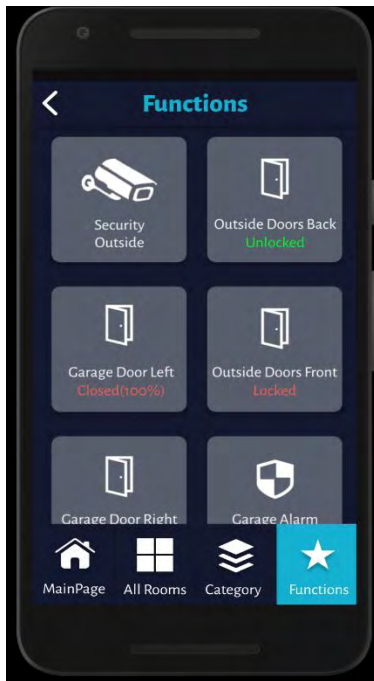 Functions
Security
Outside
Outside Doors Back
Unlocked
Garage Door Left
Closed(100%)
Outside Doors Front
Locked
Garage Door Right
Garage Alarm
MainPage
All Rooms
Category
Functions